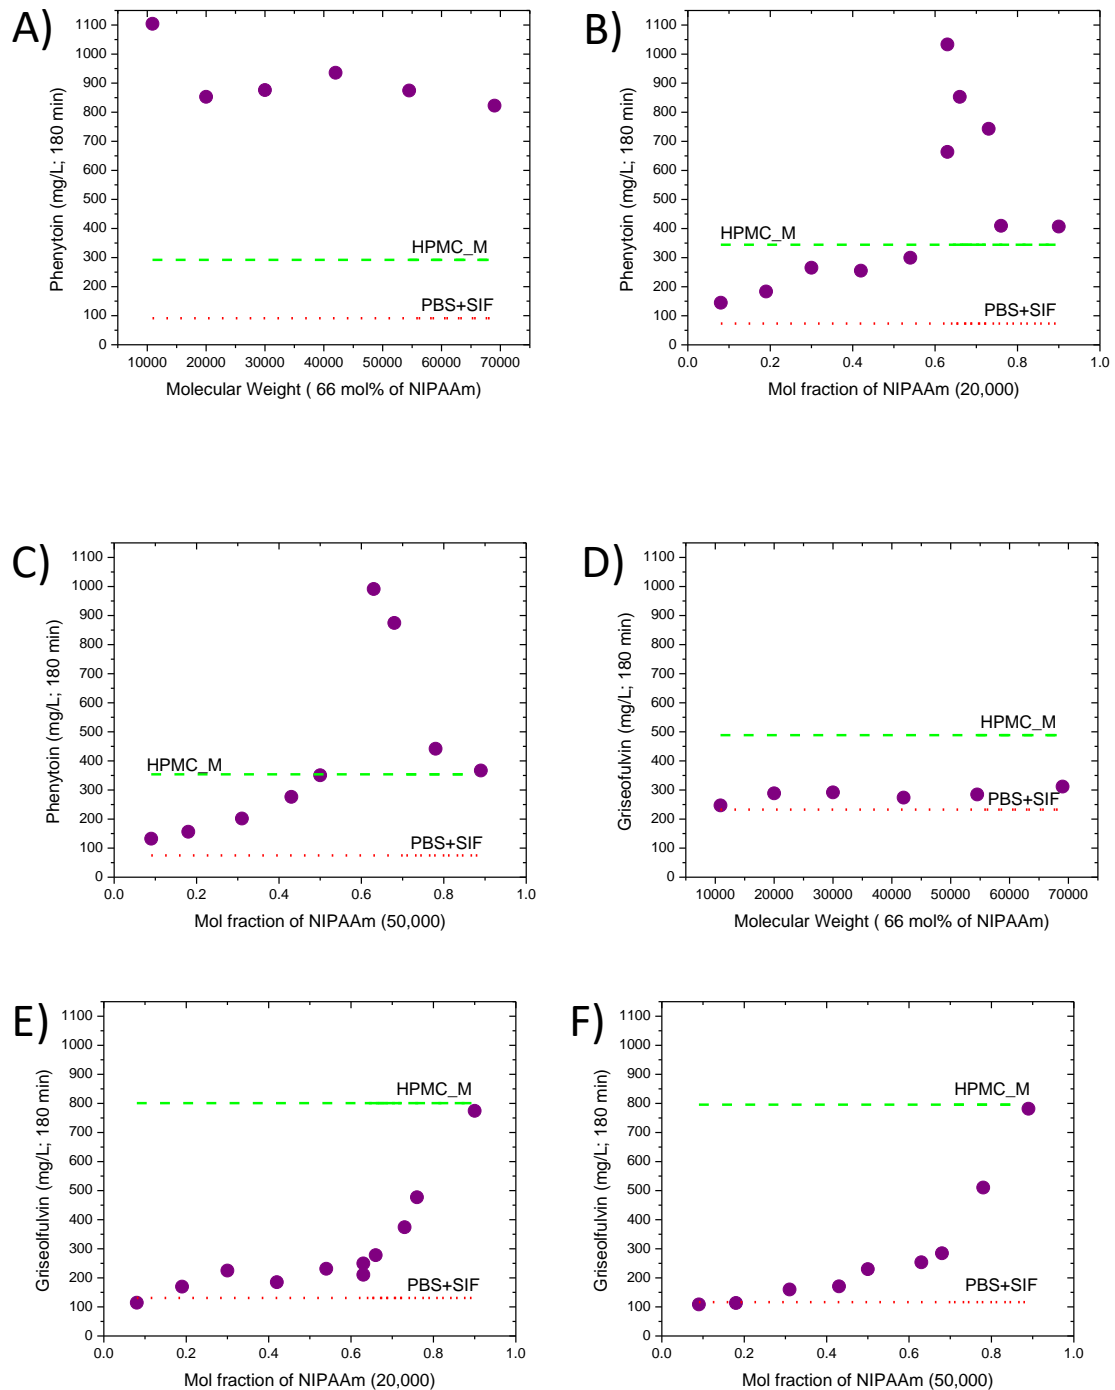 A)
1100
1000
900
800
700
600
500
400
300
200
100
0
Phenytoin (mg/L; 180 min)
HPMC_M
PBS+SIF
10000 20000 30000 40000 50000 60000 70000
Molecular Weight ( 66 mol% of NIPAAm)
B)
1100
1000
900
800
700
600
500
400
300
200
100
0
Phenytoin (mg/L; 180 min)
HPMC_M
PBS+SIF
0.0 0.2 0.4 0.6 0.8 1.0
Mol fraction of NIPAAm (20,000)
C)
1100
1000
900
800
700
600
500
400
300
200
100
0
Phenytoin (mg/L; 180 min)
HPMC_M
PBS+SIF
0.0 0.2 0.4 0.6 0.8 1.0
Mol fraction of NIPAAm (50,000)
D)
1100
1000
900
800
700
600
500
400
300
200
100
0
Griseofulvin (mg/L; 180 min)
HPMC_M
PBS+SIF
10000 20000 30000 40000 50000 60000 70000
Molecular Weight ( 66 mol% of NIPAAm)
E)
1100
1000
900
800
700
600
500
400
300
200
100
0
Griseolfulvin (mg/L; 180 min)
HPMC_M
PBS+SIF
0.0 0.2 0.4 0.6 0.8 1.0
Mol fraction of NIPAAm (20,000)
F)
1100
1000
900
800
700
600
500
400
300
200
100
0
Griseolfulvin (mg/L; 180 min)
HPMC_M
PBS+SIF
0.0 0.2 0.4 0.6 0.8 1.0
Mol fraction of NIPAAm (50,000)